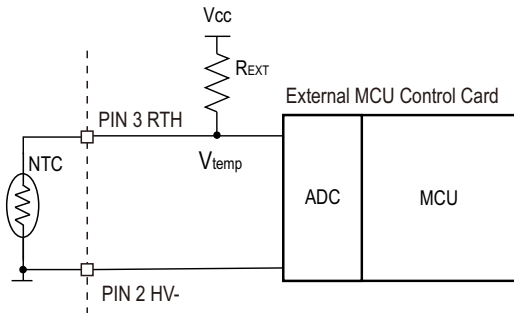 Vcc
REXT
External MCU Control Card
PIN 3 RTH
NTC
Vtemp
ADC
MCU
PIN 2 HV-